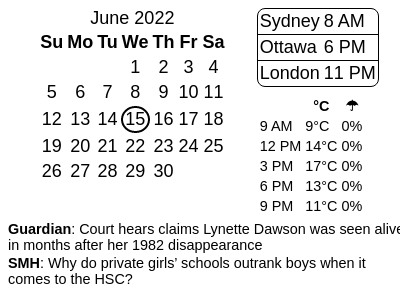 June 2022
Su Mo Tu We Th Fr Sa
1 2 3 4
5 6 7 8 9 10 11
12 13 14 15 16 17 18
19 20 21 22 23 24 25
26 27 28 29 30
Sydney 8 AM
Ottawa 6 PM
London 11 PM
°C ☂
9 AM 9°C 0%
12 PM 14°C 0%
3 PM 17°C 0%
6 PM 13°C 0%
9 PM 11°C 0%
Guardian: Court hears claims Lynette Dawson was seen alive
in months after her 1982 disappearance
SMH: Why do private girls' schools outrank boys when it
comes to the HSC?